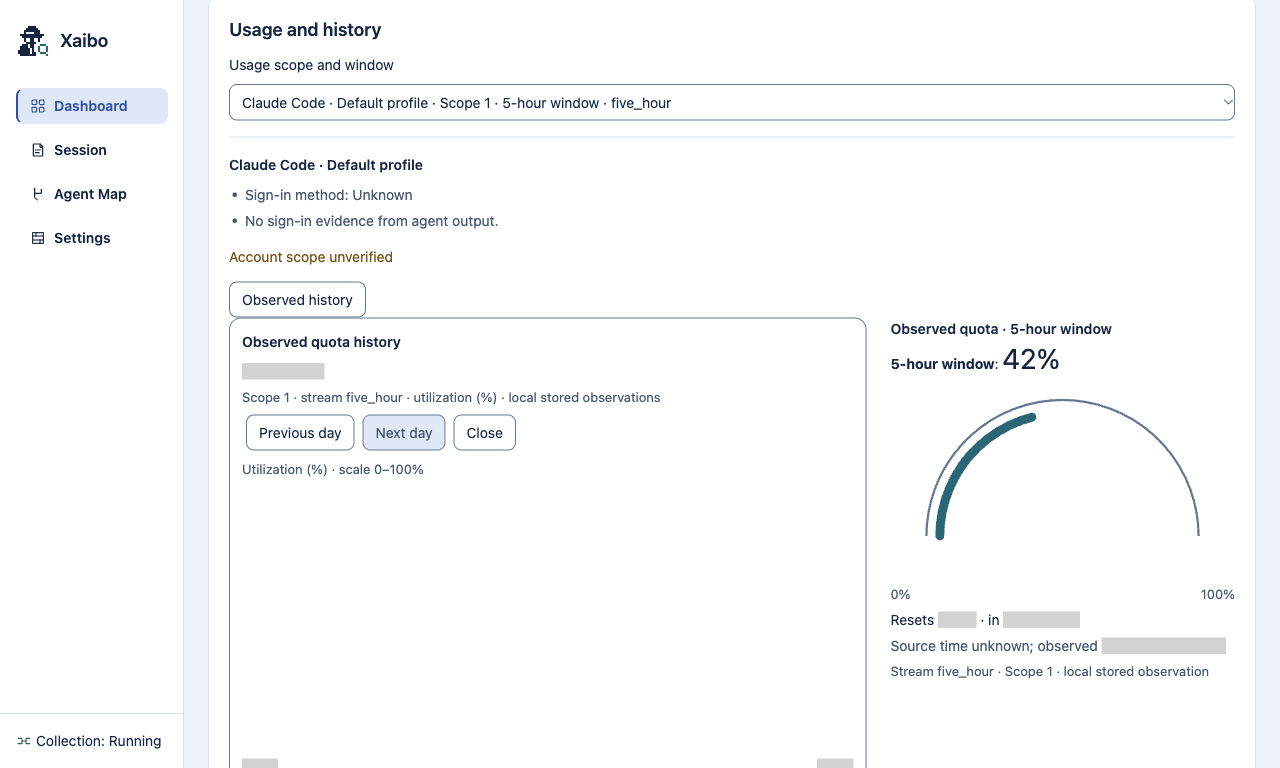 Xaibo
Dashboard
Session
Agent Map
Settings
Collection: Running
Usage and history
Usage scope and window
Claude Code · Default profile · Scope 1 · 5-hour window · five_hour
Claude Code · Default profile
• Sign-in method: Unknown
• No sign-in evidence from agent output.
Account scope unverified
Observed history
Observed quota history
Scope 1 · stream five_hour · utilization (%) · local stored observations
Previous day
Next day
Close
Utilization (%) · scale 0–100%
Observed quota · 5-hour window
5-hour window: 42%
0%
100%
Resets · in
Source time unknown; observed
Stream five_hour · Scope 1 · local stored observation